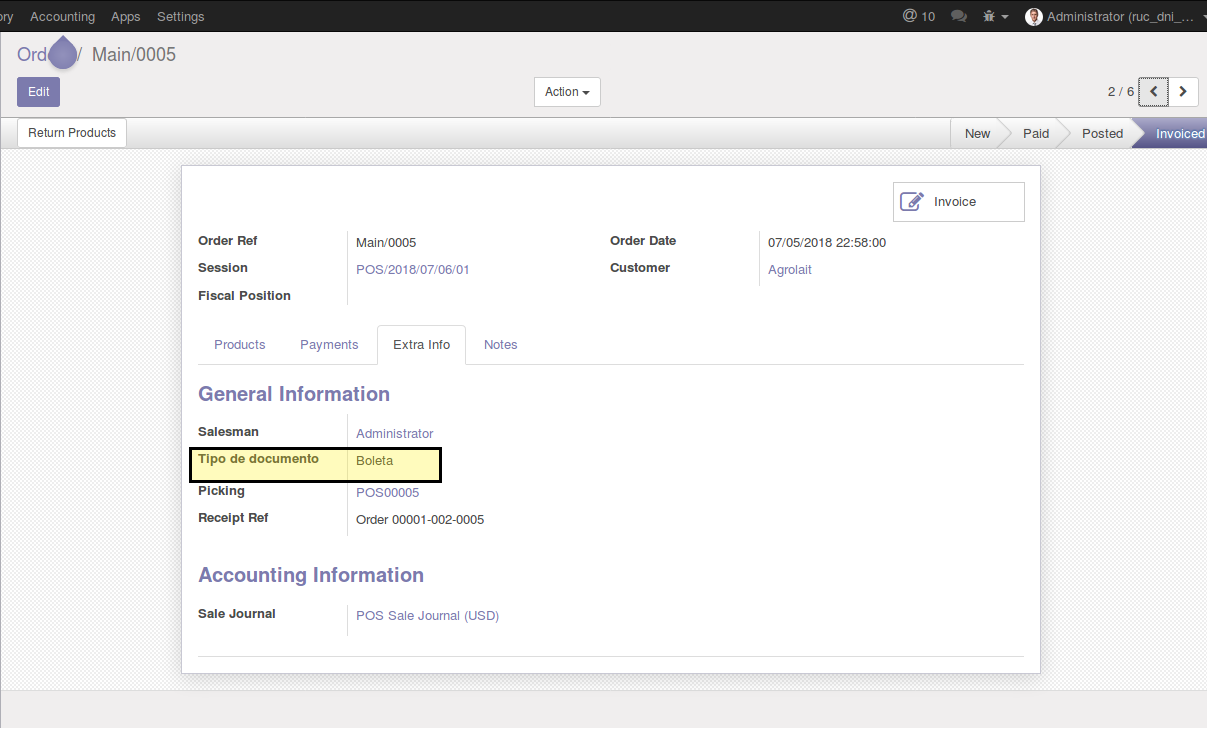 ory Accounting Apps Settings @ 10 Administrator (ruc_dni_...
Ord / Main/0005
Edit Action 2 / 6
Return Products New Paid Posted Invoiced
Invoice
Order Ref Main/0005 Order Date 07/05/2018 22:58:00
Session POS/2018/07/06/01 Customer Agrolait
Fiscal Position
Products Payments Extra Info Notes
General Information
Salesman Administrator
Tipo de documento Boleta
Picking POS00005
Receipt Ref Order 00001-002-0005
Accounting Information
Sale Journal POS Sale Journal (USD)